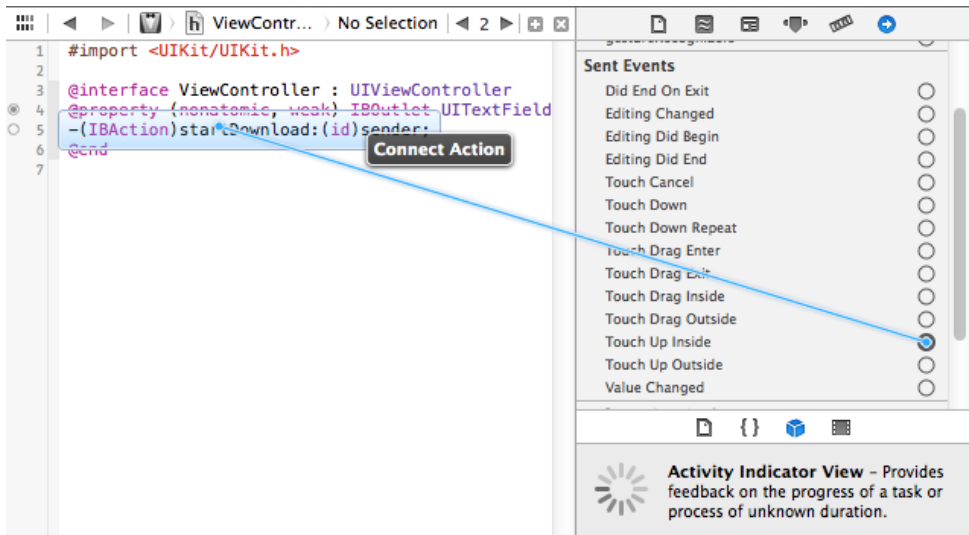 ViewContr... No Selection 2
1 #import <UIKit/UIKit.h>
2
3 @interface ViewController : UIViewController
4 @property (nonatomic, weak) IBOutlet UITextField
5 -(IBAction)startDownload:(id)sender;
6 @end
7
Connect Action
Sent Events
Did End On Exit
Editing Changed
Editing Did Begin
Editing Did End
Touch Cancel
Touch Down
Touch Down Repeat
Touch Drag Enter
Touch Drag Exit
Touch Drag Inside
Touch Drag Outside
Touch Up Inside
Touch Up Outside
Value Changed
Activity Indicator View – Provides
feedback on the progress of a task or
process of unknown duration.